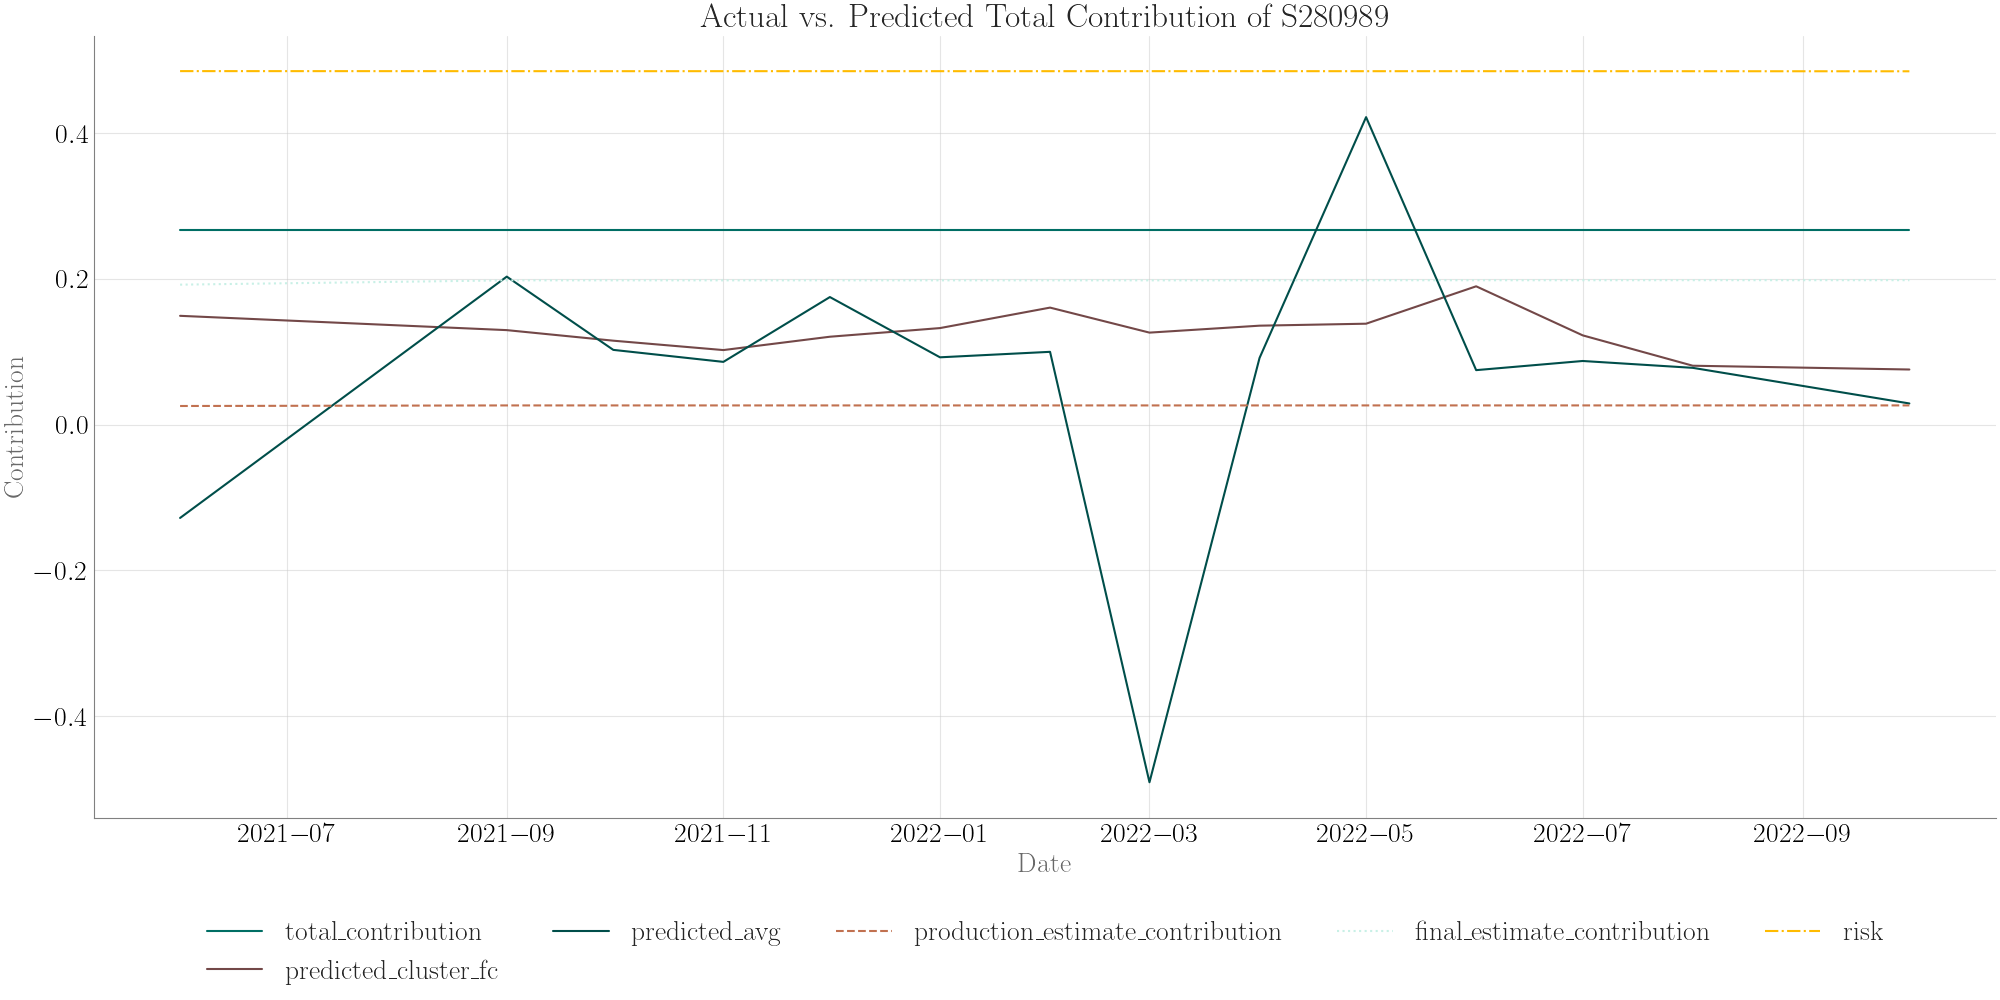 Actual vs. Predicted Total Contribution of S280989
0.4
0.2
0.0
−0.2
−0.4
Contribution
2021−07 2021−09 2021−11 2022−01 2022−03 2022−05 2022−07 2022−09
Date
total_contribution predicted_avg production_estimate_contribution final_estimate_contribution risk
predicted_cluster_fc